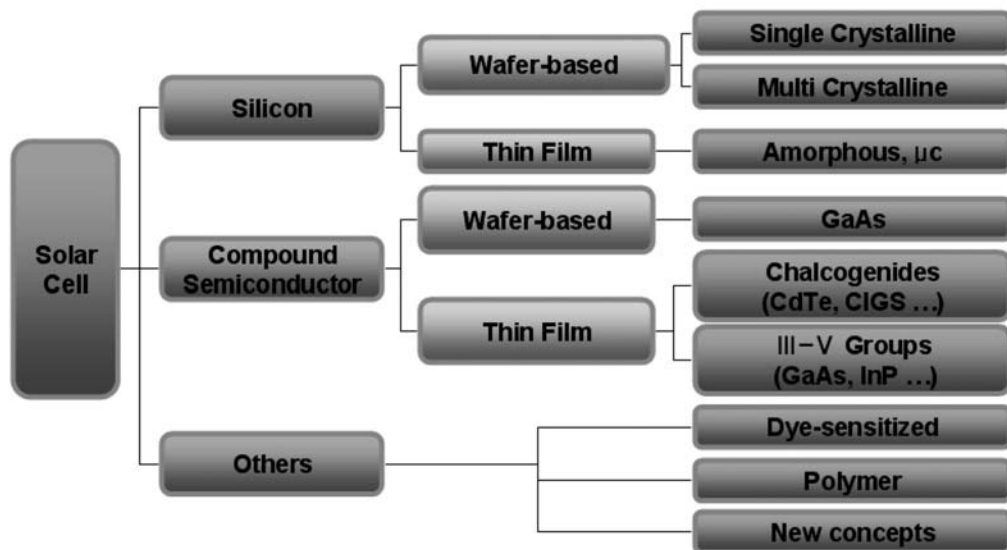 Solar
Cell
Silicon
Wafer-based
Single Crystalline
Multi Crystalline
Thin Film
Amorphous, μc
Compound
Semiconductor
Wafer-based
GaAs
Thin Film
Chalcogenides
(CdTe, CIGS ...)
III-V Groups
(GaAs, InP ...)
Others
Dye-sensitized
Polymer
New concepts